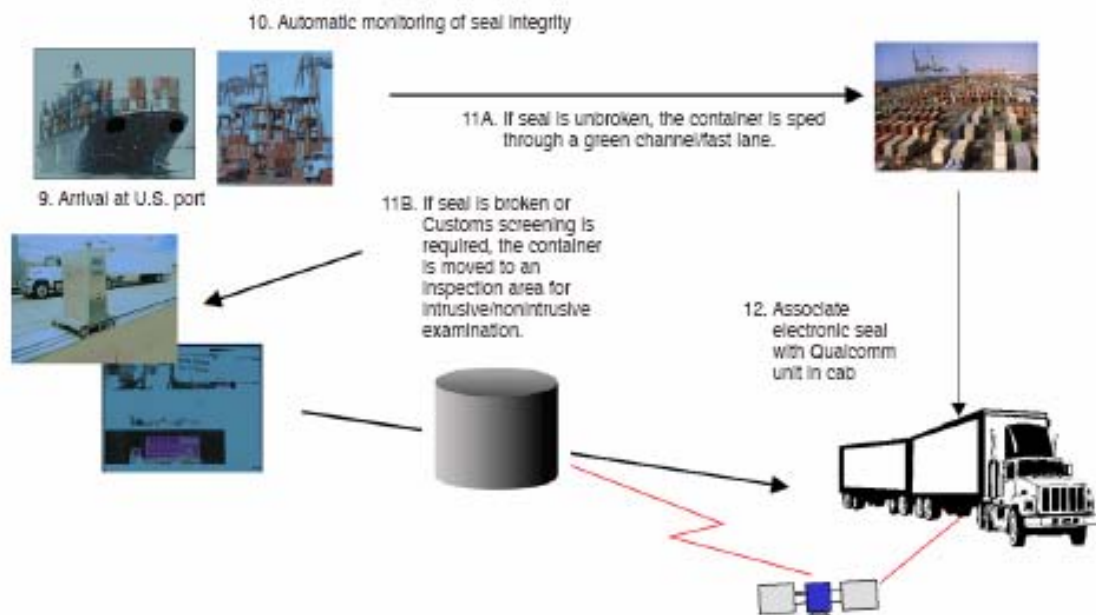 10. Automatic monitoring of seal integrity
11A. If seal is unbroken, the container is sped
through a green channel/fast lane.
9. Arrival at U.S. port
11B. If seal is broken or
Customs screening is
required, the container
is moved to an
inspection area for
intrusive/nonintrusive
examination.
12. Associate
electronic seal
with Qualcomm
unit in cab